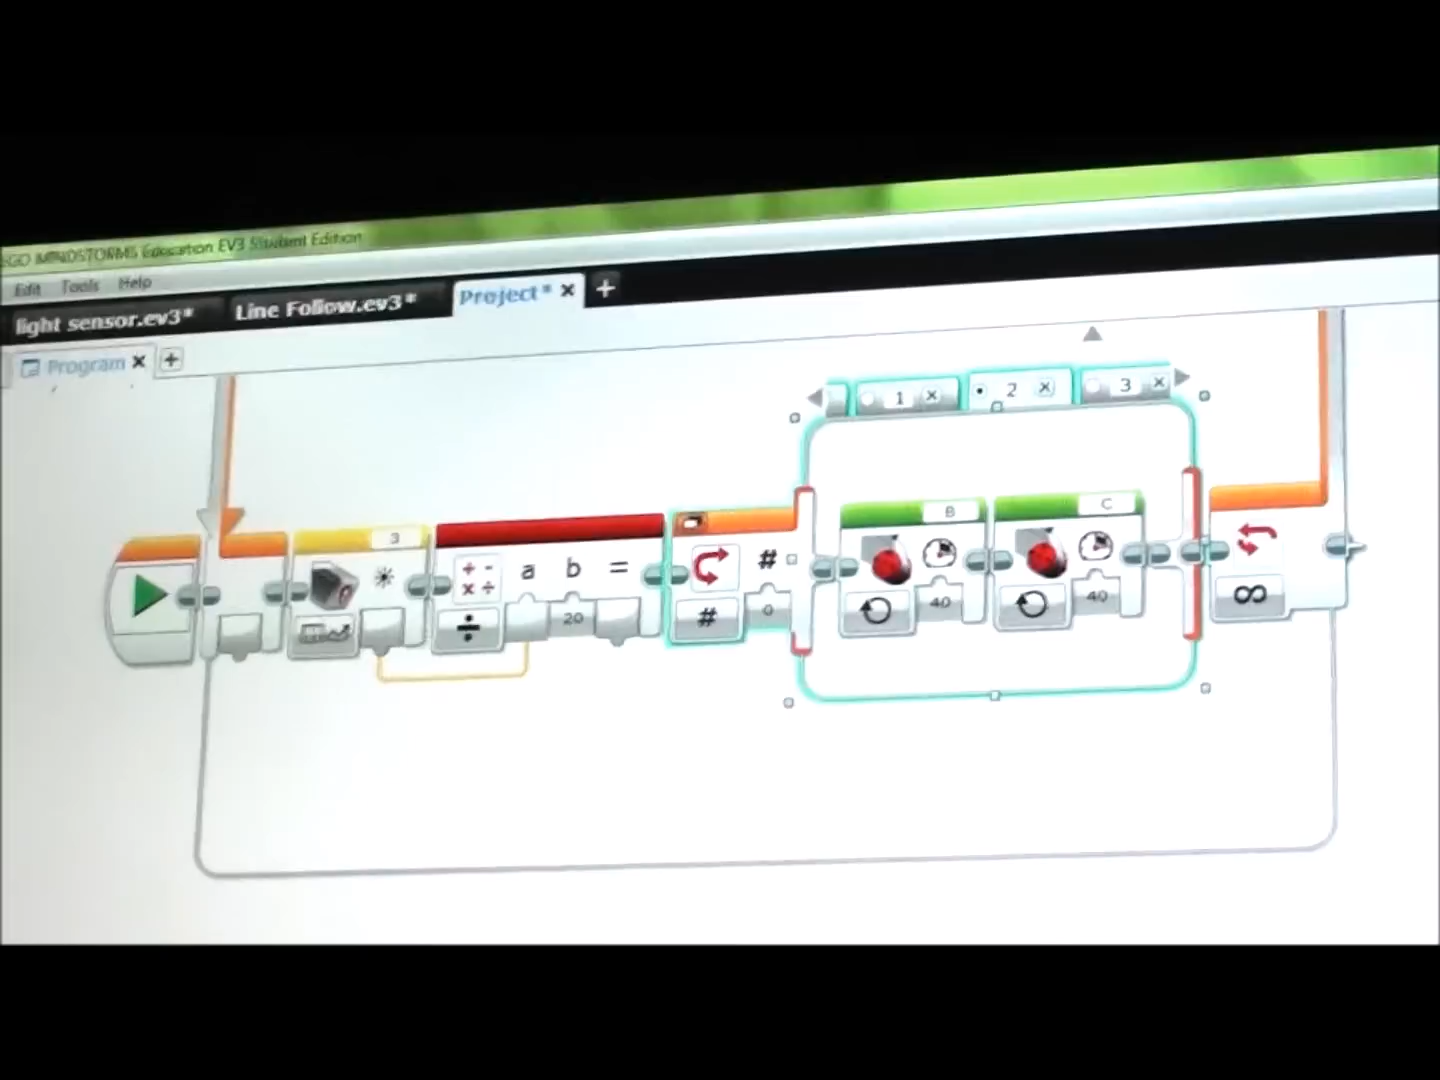 MINDSTORMS Education EV3 Student Edition
Edit Tools Help
light sensor.ev3* Line Follow.ev3* Project* × +
Program × +
1 × 2 × 3 ×
B C
3
a b = #
40 40
20 0
#